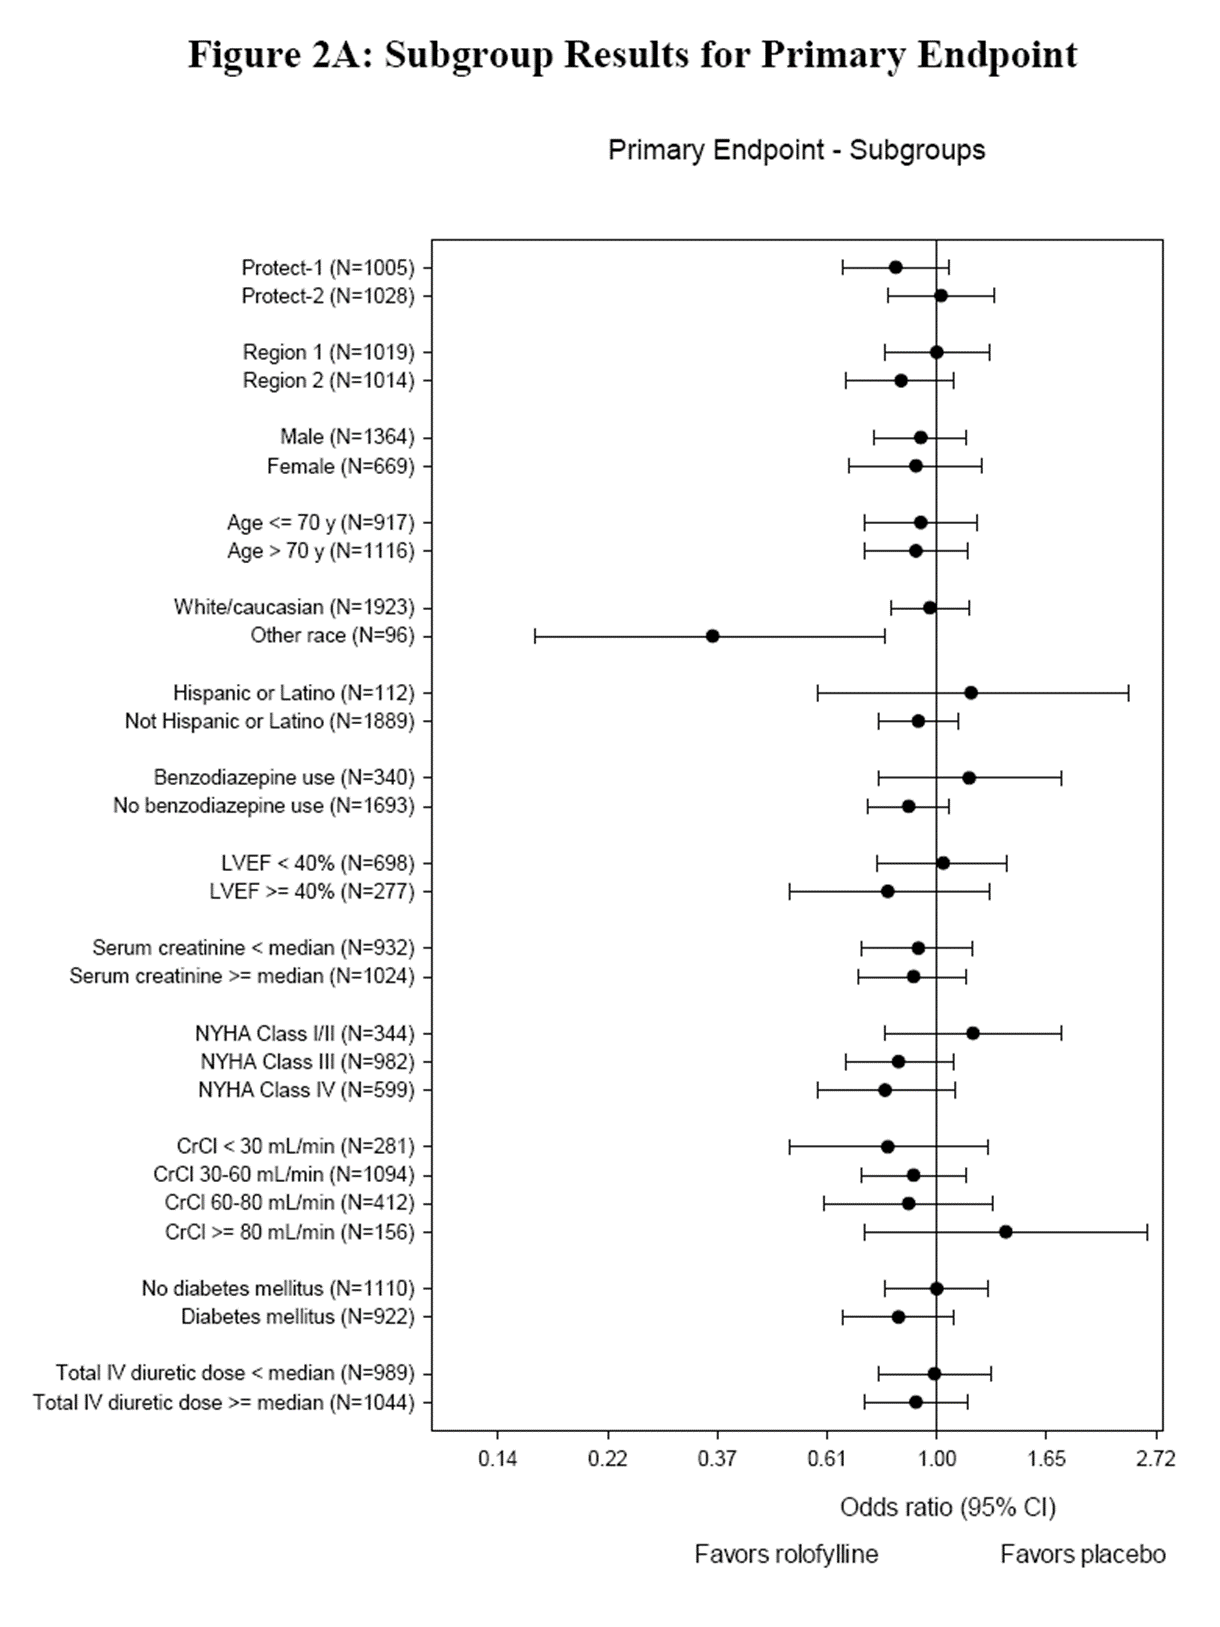 Figure 2A: Subgroup Results for Primary Endpoint
Primary Endpoint - Subgroups
Protect-1 (N=1005)
Protect-2 (N=1028)
Region 1 (N=1019)
Region 2 (N=1014)
Male (N=1364)
Female (N=669)
Age <= 70 y (N=917)
Age > 70 y (N=1116)
White/caucasian (N=1923)
Other race (N=96)
Hispanic or Latino (N=112)
Not Hispanic or Latino (N=1889)
Benzodiazepine use (N=340)
No benzodiazepine use (N=1693)
LVEF < 40% (N=698)
LVEF >= 40% (N=277)
Serum creatinine < median (N=932)
Serum creatinine >= median (N=1024)
NYHA Class I/II (N=344)
NYHA Class III (N=982)
NYHA Class IV (N=599)
CrCl < 30 mL/min (N=281)
CrCl 30-60 mL/min (N=1094)
CrCl 60-80 mL/min (N=412)
CrCl >= 80 mL/min (N=156)
No diabetes mellitus (N=1110)
Diabetes mellitus (N=922)
Total IV diuretic dose < median (N=989)
Total IV diuretic dose >= median (N=1044)
0.14 0.22 0.37 0.61 1.00 1.65 2.72
Odds ratio (95% CI)
Favors rolofylline Favors placebo